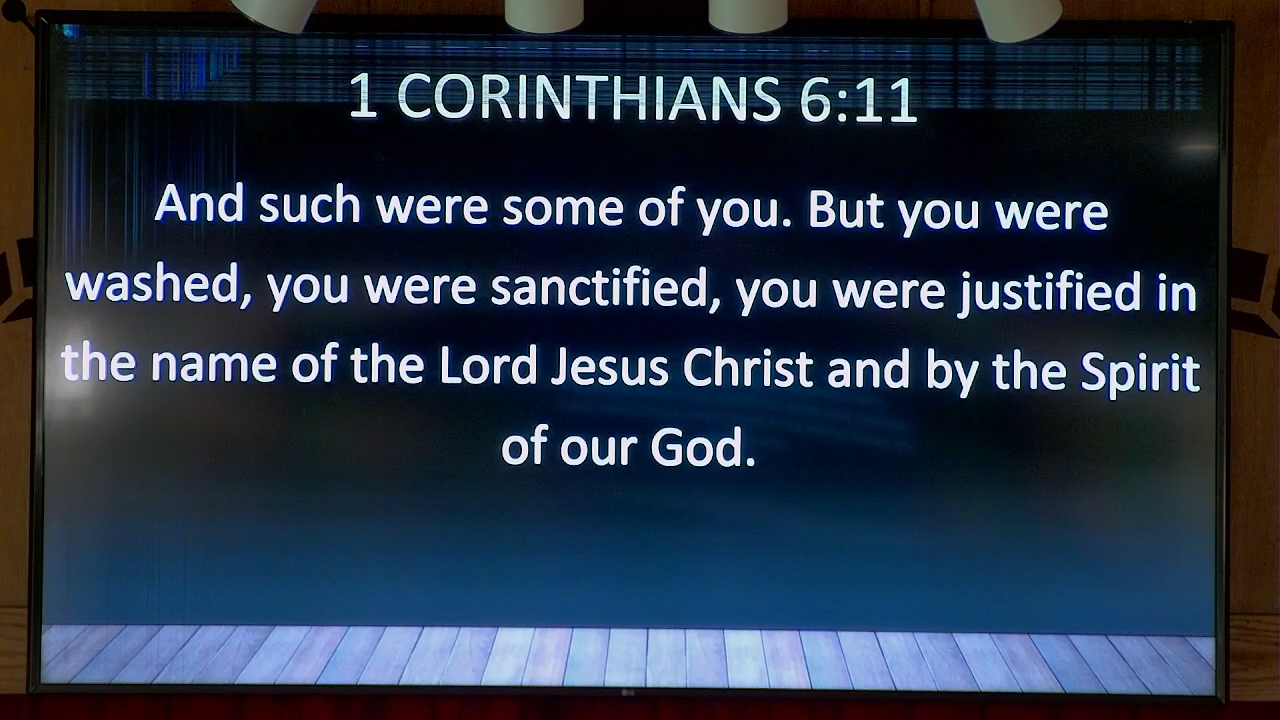 1 CORINTHIANS 6:11
And such were some of you. But you were
washed, you were sanctified, you were justified in
the name of the Lord Jesus Christ and by the Spirit
of our God.
LG